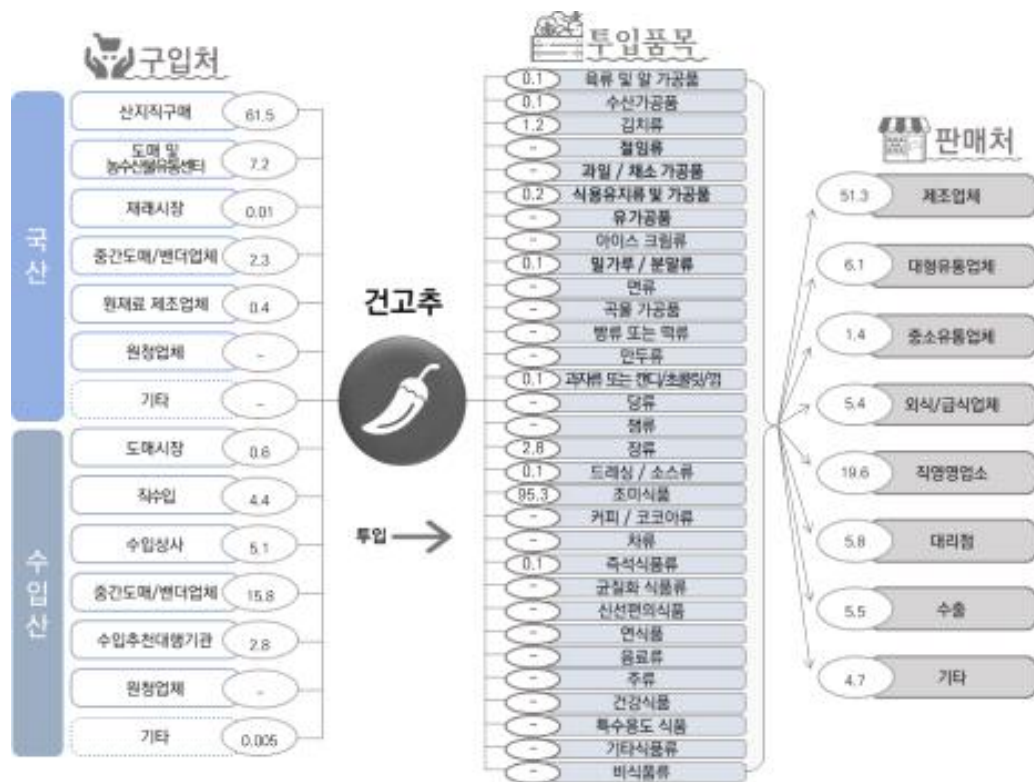 구입처
국산
산지직구매 61.5
도매 및
농수산물유통센터 7.2
재래시장 0.01
중간도매/밴더업체 2.3
원재료 제조업체 0.4
원청업체 -
기타 -
수입산
도매시장 0.6
직수입 4.4
수입상사 5.1
중간도매/밴더업체 15.8
수입추천대행기관 2.8
원청업체 -
기타 0.005
건고추
투입
투입품목
0.1 육류 및 알 가공품
0.1 수산가공품
1.2 김치류
- 절임류
- 과일 / 채소 가공품
0.2 식용유지류 및 가공품
- 유가공품
- 아이스 크림류
0.1 밀가루 / 분말류
- 면류
- 곡물 가공품
- 빵류 또는 떡류
- 만두류
0.1 과자류 또는 캔디/초콜릿/껌
- 당류
- 잼류
2.8 장류
0.1 드레싱 / 소스류
95.3 조미식품
- 커피 / 코코아류
- 차류
0.1 즉석식품류
- 균질화 식품류
- 신선편의식품
- 연식품
- 음료류
- 주류
- 건강식품
- 특수용도 식품
- 기타식품류
- 비식품류
판매처
51.3 제조업체
6.1 대형유통업체
1.4 중소유통업체
5.4 외식/급식업체
19.6 직영영업소
5.8 대리점
5.5 수출
4.7 기타